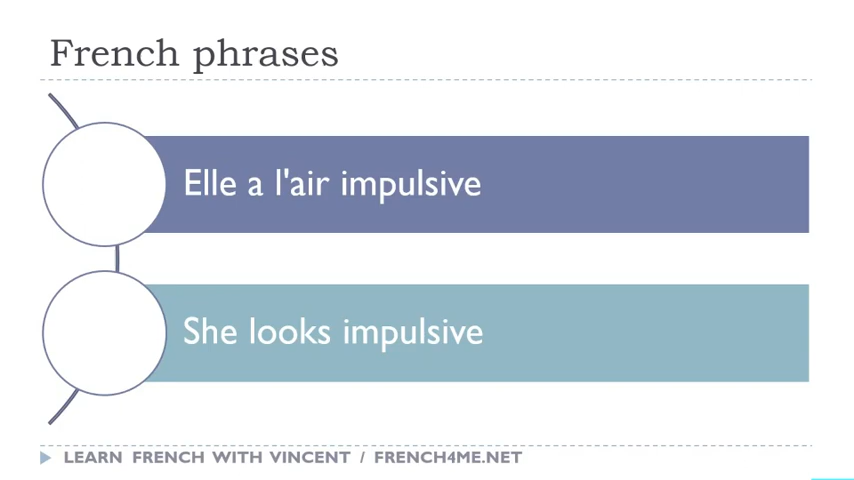 French phrases
Elle a l'air impulsive
She looks impulsive
LEARN FRENCH WITH VINCENT / FRENCH4ME.NET